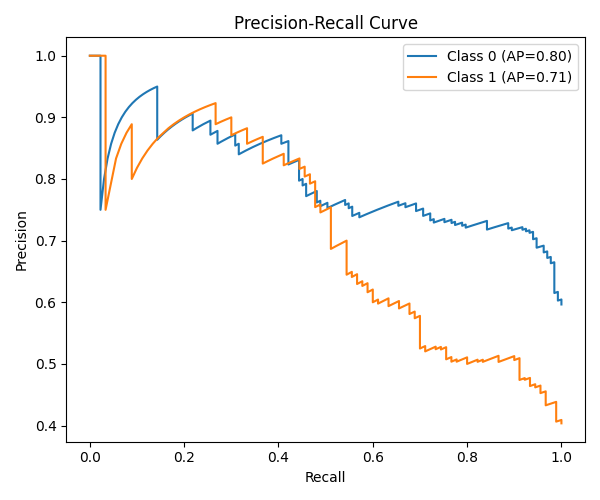 Precision-Recall Curve
Class 0 (AP=0.80)
Class 1 (AP=0.71)
Precision
1.0
0.9
0.8
0.7
0.6
0.5
0.4
0.0 0.2 0.4 0.6 0.8 1.0
Recall